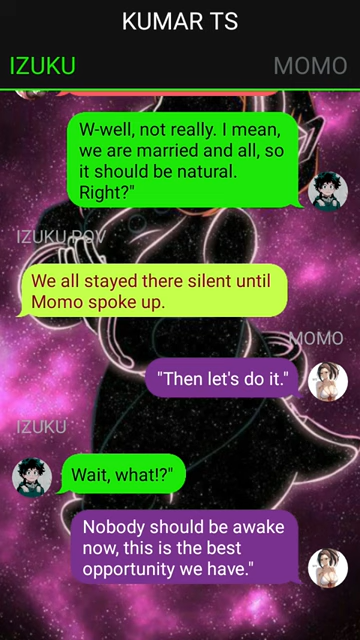 KUMAR TS
IZUKU MOMO
W-well, not really. I mean,
we are married and all, so
it should be natural.
Right?"
IZUKU POV
We all stayed there silent until
Momo spoke up.
MOMO
"Then let's do it."
IZUKU
Wait, what!?"
Nobody should be awake
now, this is the best
opportunity we have."